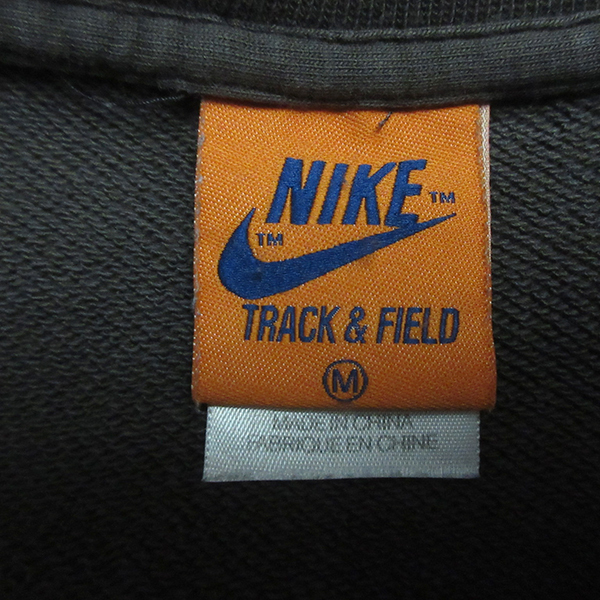 NIKE™
™
TRACK & FIELD
M
MADE IN CHINA
FABRIQUE EN CHINE